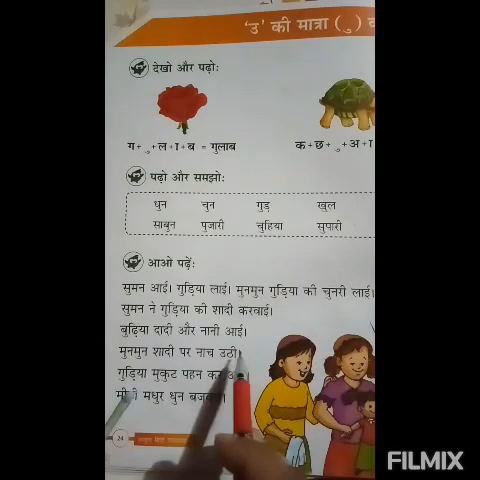 'उ' की मात्रा ( ु )
देखो और पढ़ो:
ग+ ु +ल+ा+ब = गुलाब
क+छ+ ु +अ+ा
पढ़ो और समझो:
धुन चुन गुड़ खुल
साबुन पुजारी चुहिया सुपारी
आओ पढ़ें:
सुमन आई। गुड़िया लाई। मुनमुन गुड़िया की चुनरी लाई।
सुमन ने गुड़िया की शादी करवाई।
बुढ़िया दादी और नानी आई।
मुनमुन शादी पर नाच उठी।
गुड़िया मुकुट पहन कर
मधुर धुन
24
FILMIX